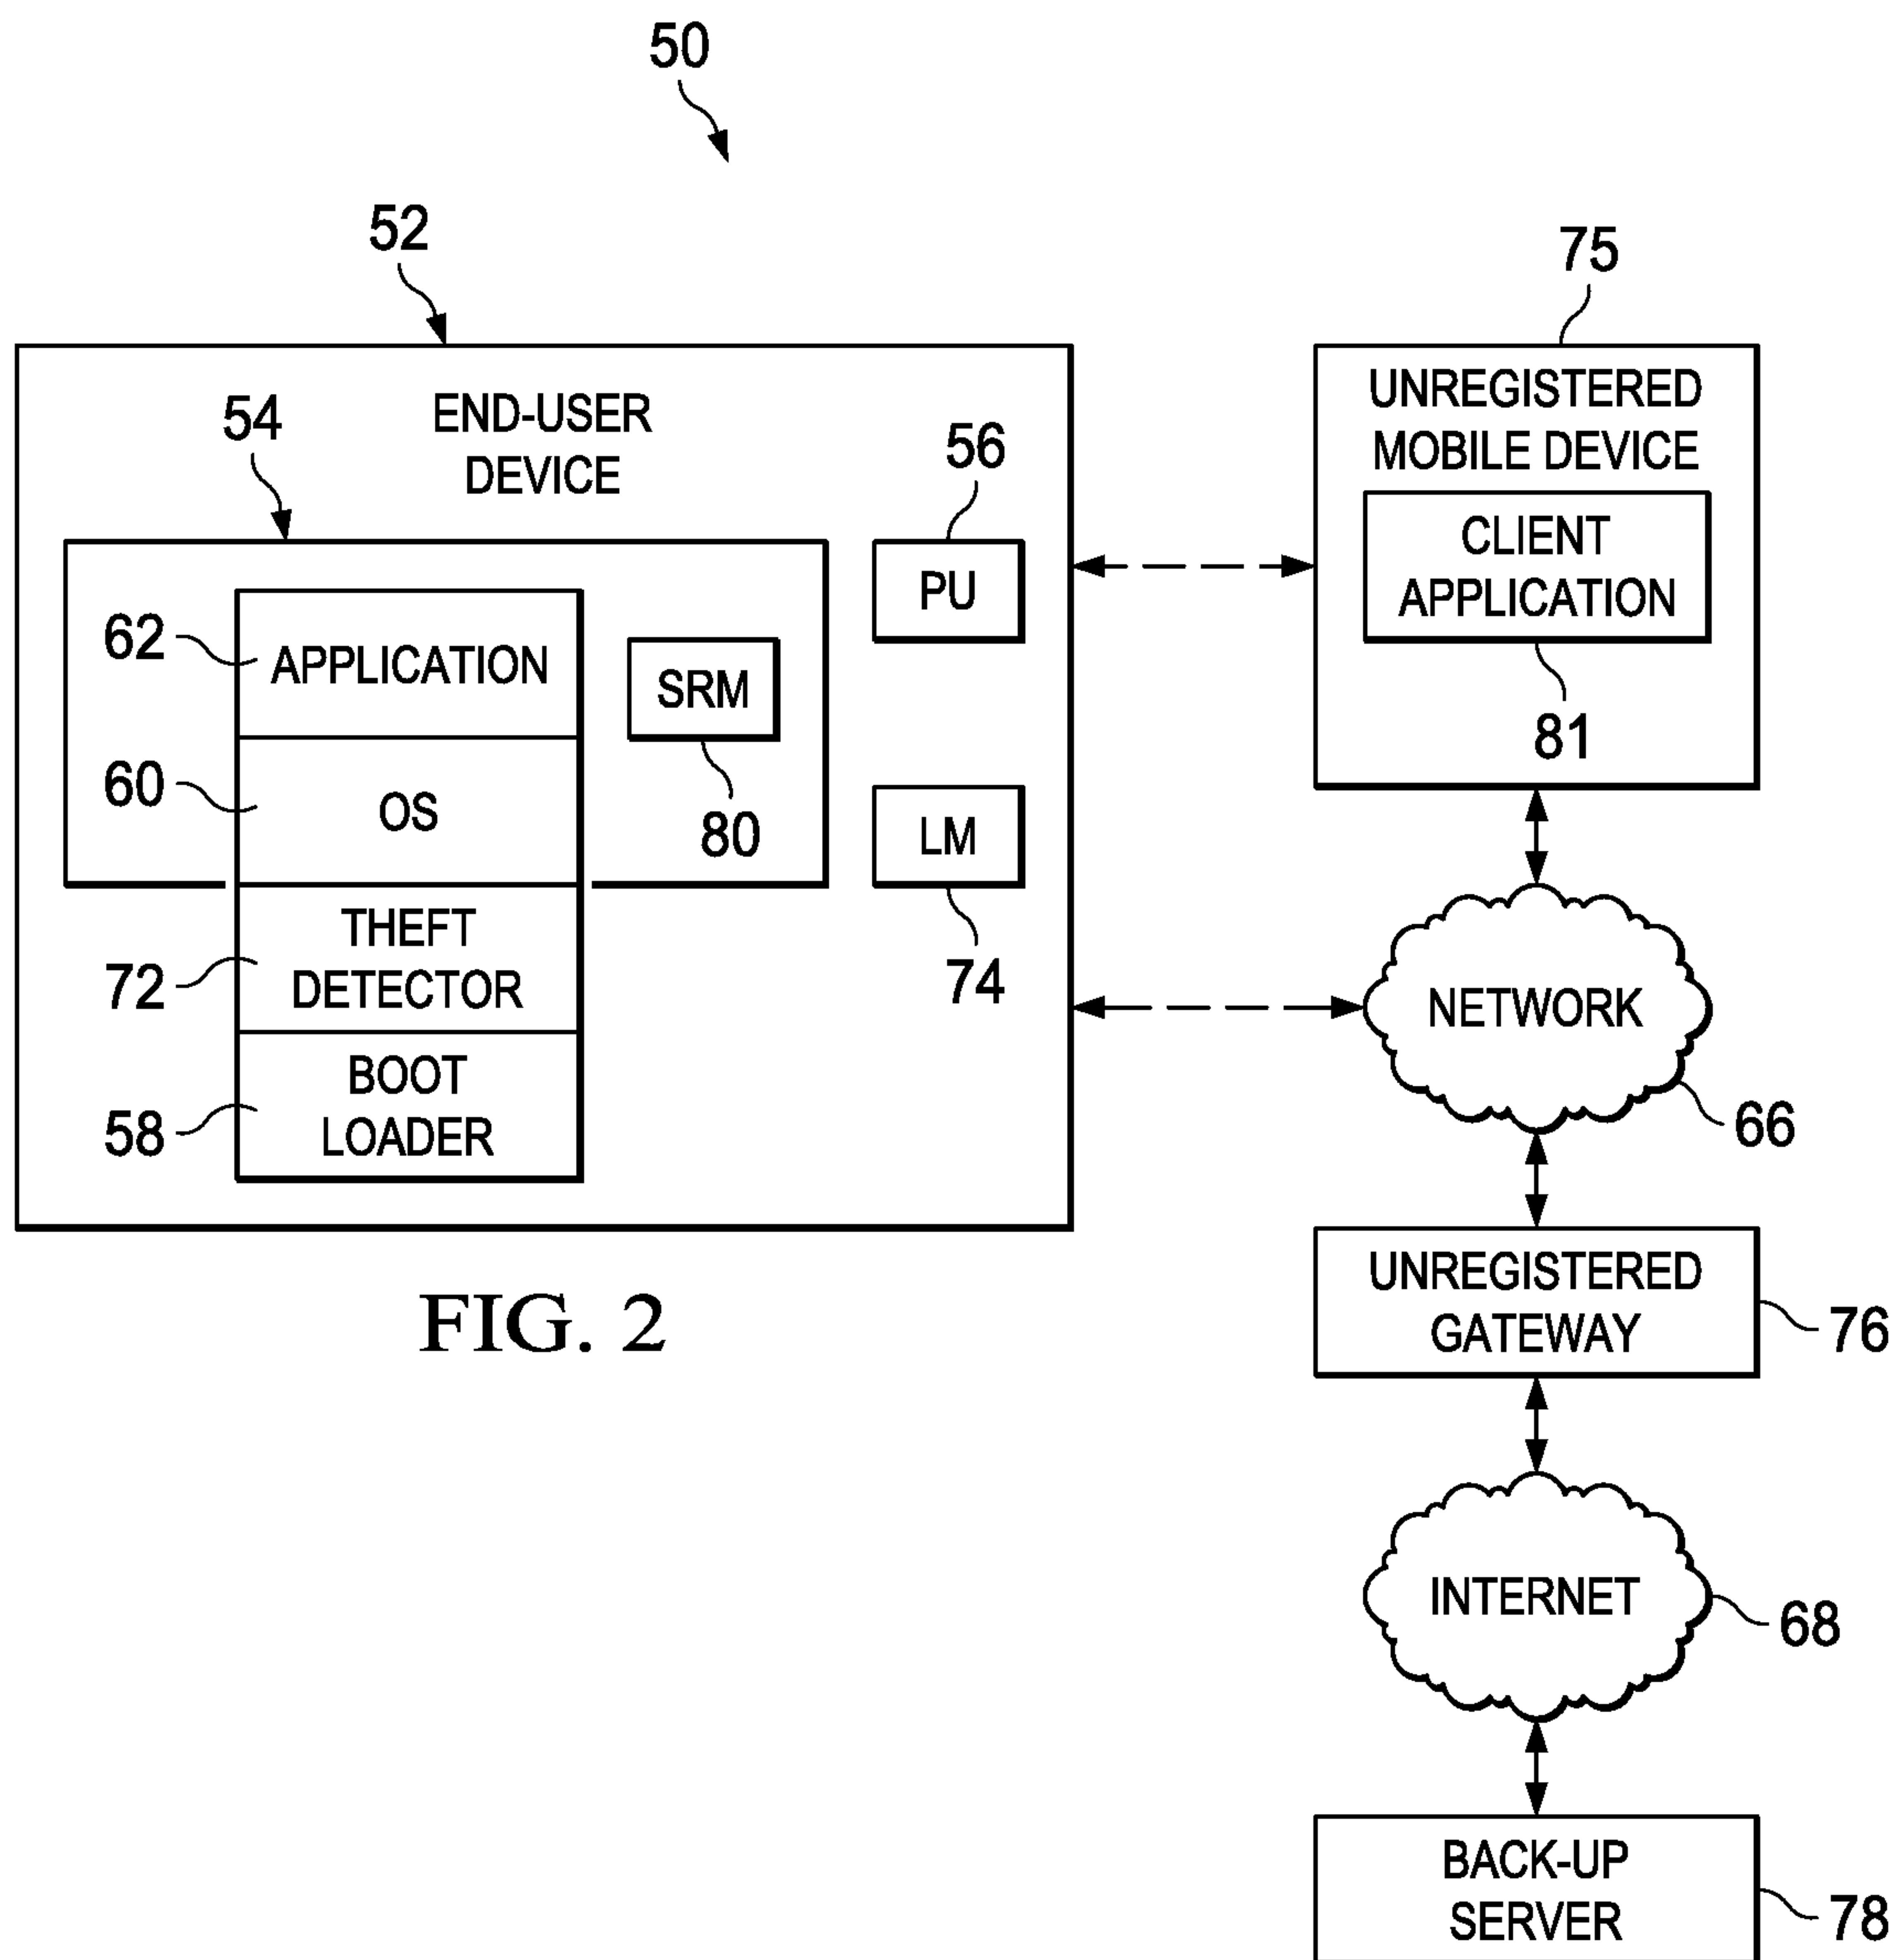 50
52
75
END-USER
DEVICE
54
56
UNREGISTERED
MOBILE DEVICE
CLIENT
APPLICATION
81
PU
62
APPLICATION
SRM
80
60
OS
LM
74
72
THEFT
DETECTOR
58
BOOT
LOADER
NETWORK
66
FIG. 2
UNREGISTERED
GATEWAY
76
INTERNET
68
BACK-UP
SERVER
78